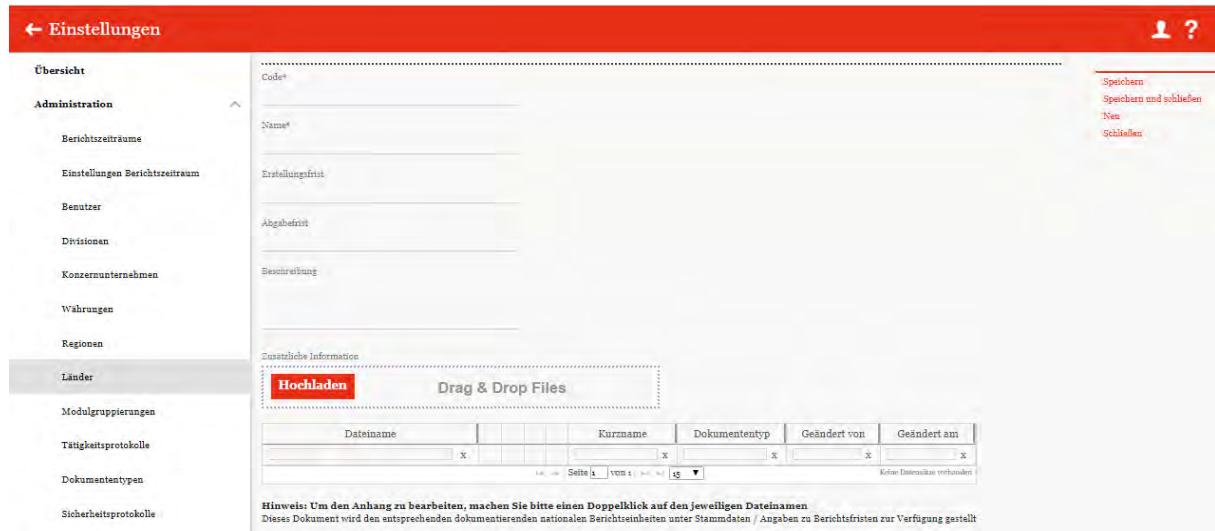 ← Einstellungen
?
Übersicht
Administration
Berichtszeiträume
Einstellungen Berichtszeitraum
Benutzer
Divisionen
Konzernunternehmen
Währungen
Regionen
Länder
Modulgruppierungen
Tätigkeitsprotokolle
Dokumententypen
Sicherheitsprotokolle
Code*
Name*
Erstellungsfrist
Abgabefrist
Beschreibung
Zusätzliche Information
Hochladen Drag & Drop Files
Dateiname Kurzname Dokumententyp Geändert von Geändert am
x x x x x
Seite 1 von 1 15 Keine Datensätze vorhanden
Hinweis: Um den Anhang zu bearbeiten, machen Sie bitte einen Doppelklick auf den jeweiligen Dateinamen
Dieses Dokument wird den entsprechenden dokumentierenden nationalen Berichtseinheiten unter Stammdaten / Angaben zu Berichtsfristen zur Verfügung gestellt
Speichern
Speichern und schließen
Neu
Schließen